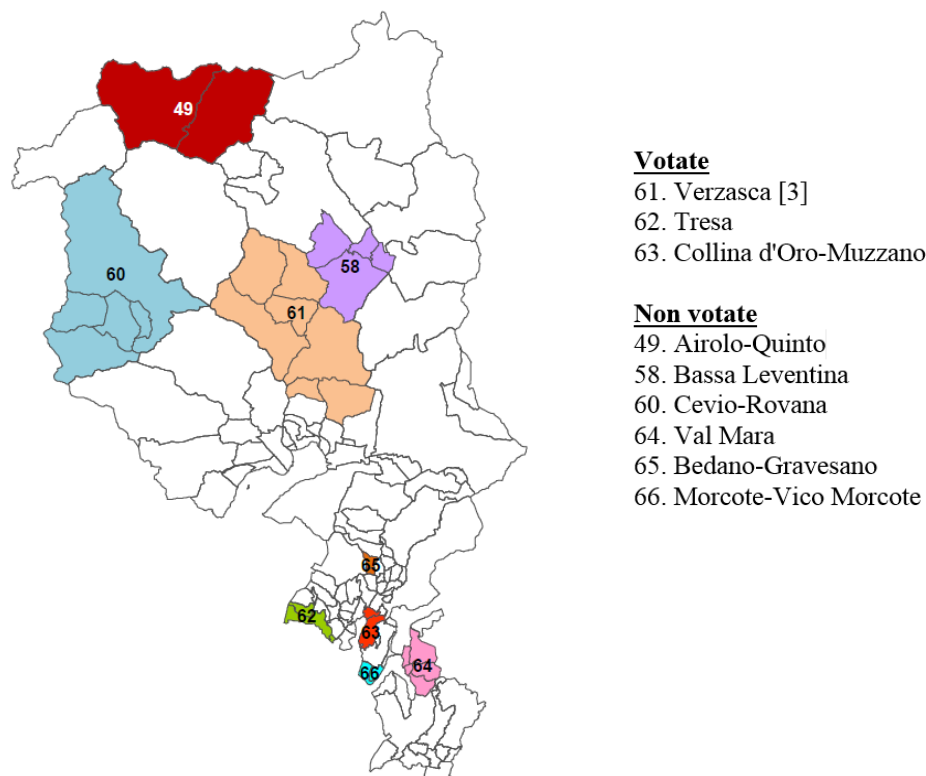 49
60
58
61
65
62
63
66
64
Votate
61. Verzasca [3]
62. Tresa
63. Collina d'Oro-Muzzano
Non votate
49. Airolo-Quinto
58. Bassa Leventina
60. Cevio-Rovana
64. Val Mara
65. Bedano-Gravesano
66. Morcote-Vico Morcote